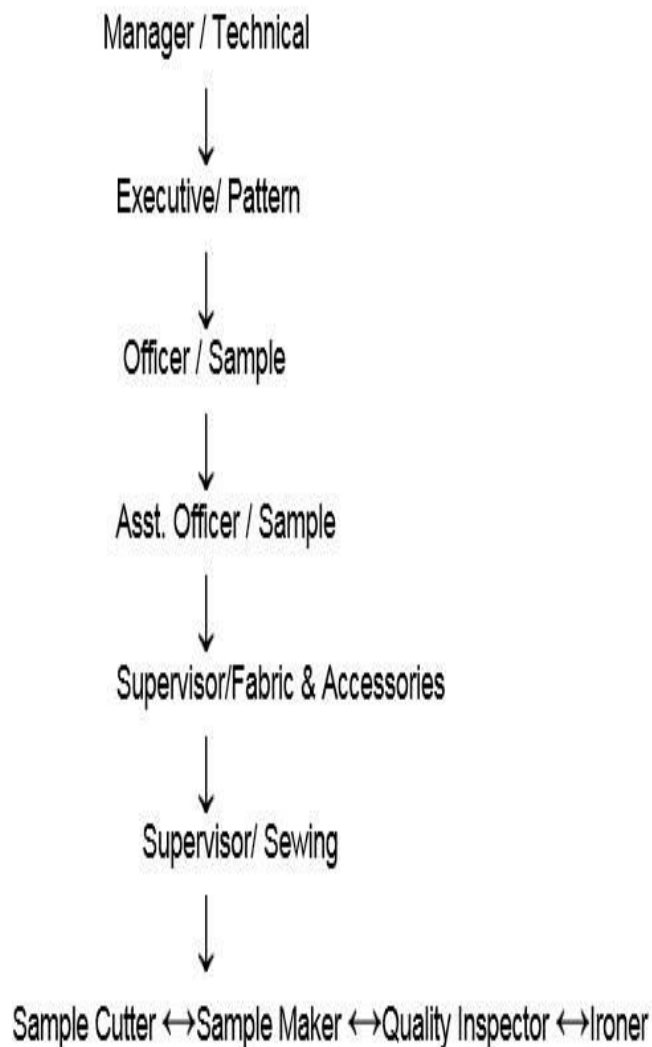 Manager / Technical
Executive/ Pattern
Officer / Sample
Asst. Officer / Sample
Supervisor/Fabric & Accessories
Supervisor/ Sewing
Sample Cutter ↔Sample Maker ↔Quality Inspector ↔Ironer